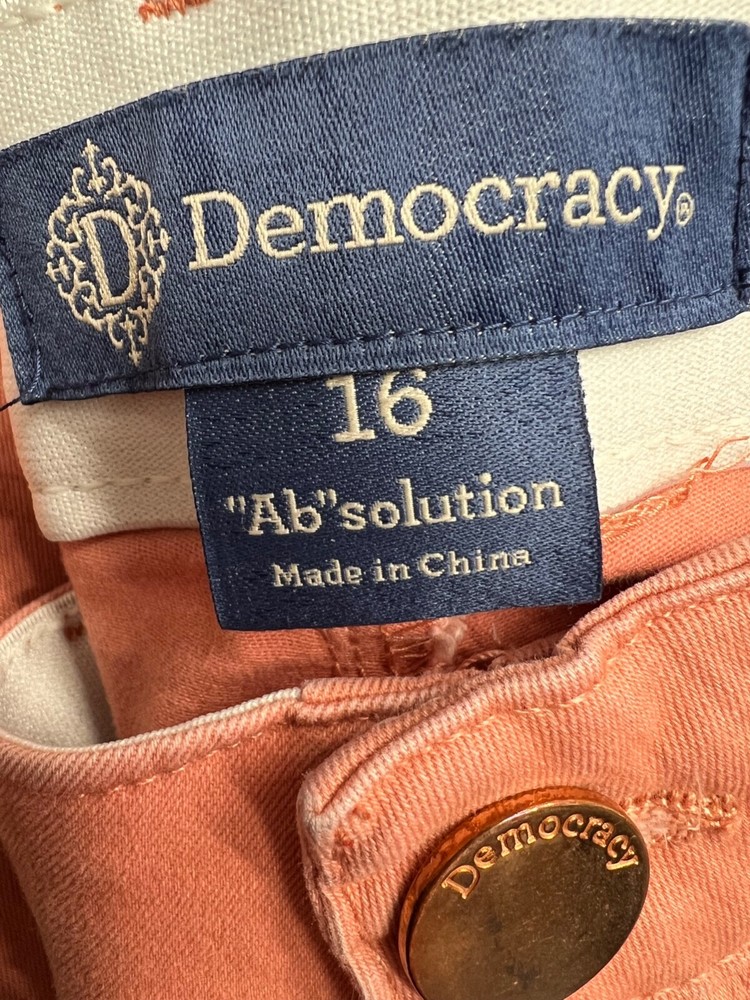 D Democracy®
16
"Ab"solution
Made in China
Democracy